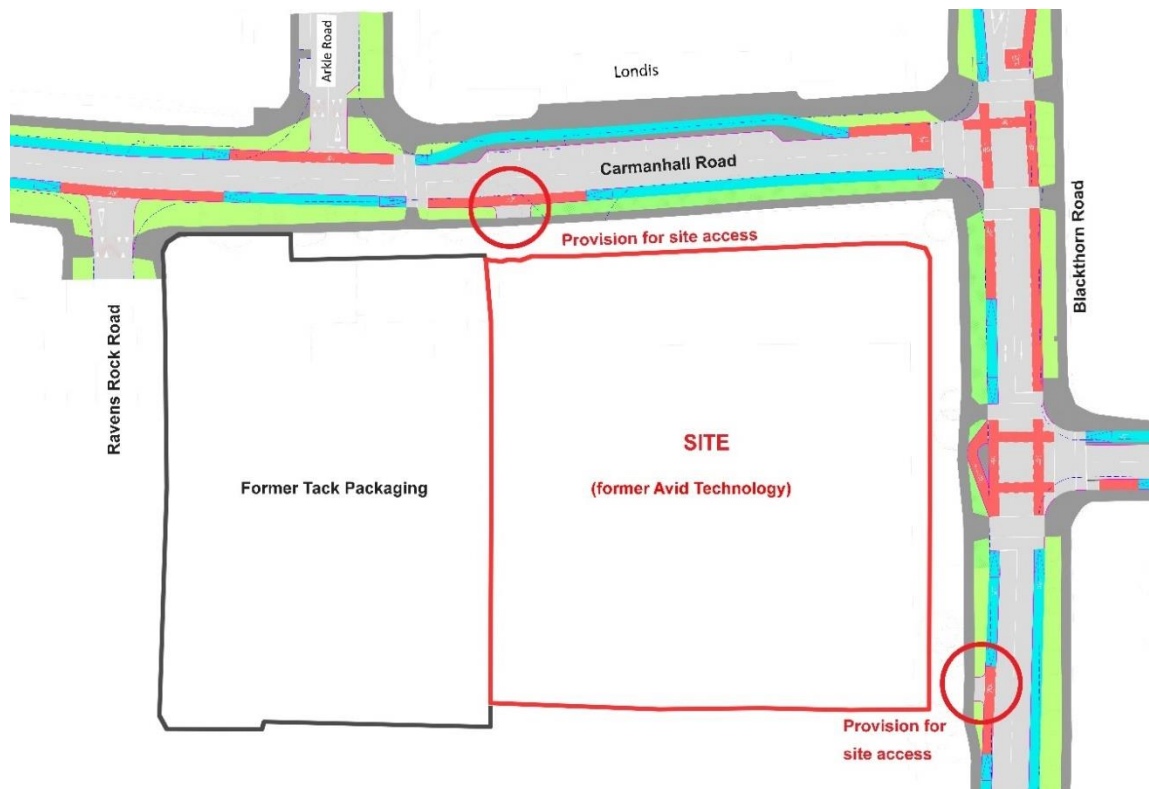 Arkle Road
Londis
Carmanhall Road
Provision for site access
Blackthorn Road
Ravens Rock Road
SITE
Former Tack Packaging
(former Avid Technology)
Provision for
site access